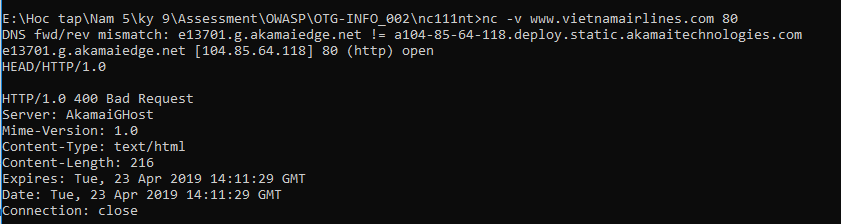 E:\Hoc tap\Nam 5\ky 9\Assessment\OWASP\OTG-INFO_002\nc111nt>nc -v www.vietnamairlines.com 80
DNS fwd/rev mismatch: e13701.g.akamaiedge.net != a104-85-64-118.deploy.static.akamaitechnologies.com
e13701.g.akamaiedge.net [104.85.64.118] 80 (http) open
HEAD/HTTP/1.0
HTTP/1.0 400 Bad Request
Server: AkamaiGHost
Mime-Version: 1.0
Content-Type: text/html
Content-Length: 216
Expires: Tue, 23 Apr 2019 14:11:29 GMT
Date: Tue, 23 Apr 2019 14:11:29 GMT
Connection: close